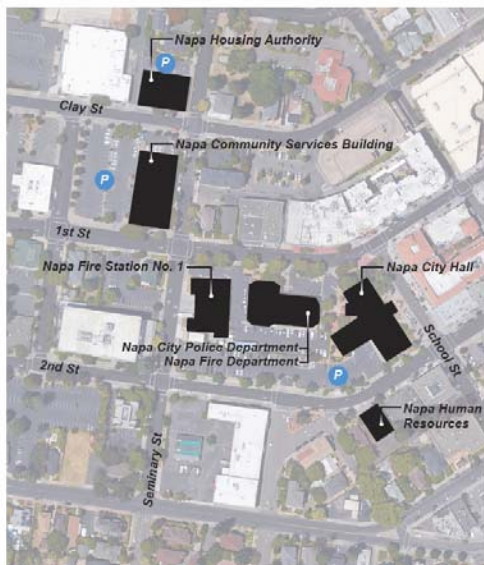 Napa Housing Authority
P
Clay St
Napa Community Services Building
P
1st St
Napa Fire Station No. 1
Napa City Hall
Napa City Police Department
Napa Fire Department
School St
2nd St
P
Napa Human
Resources
Seminary St